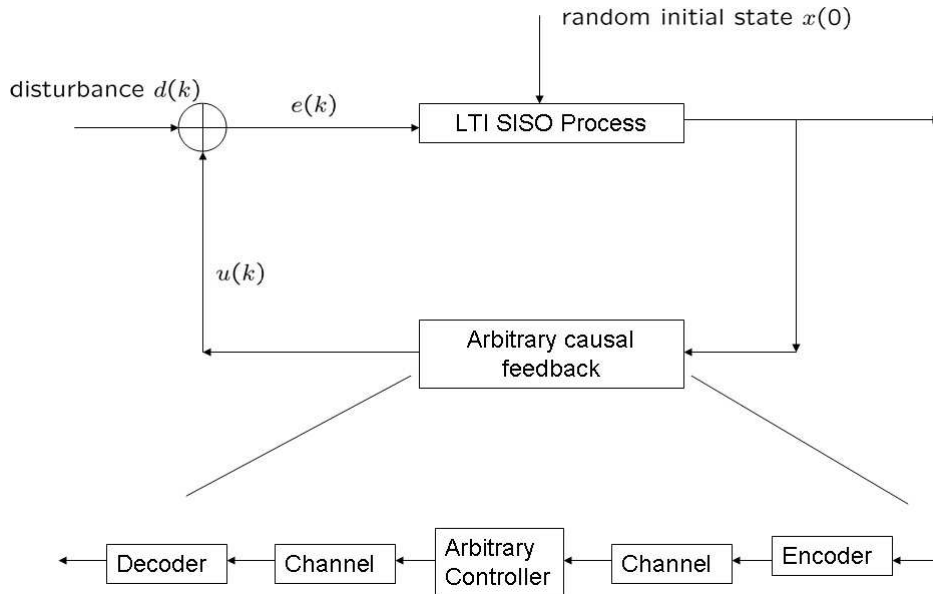 random initial state x(0)
disturbance d(k)
e(k)
LTI SISO Process
u(k)
Arbitrary causal
feedback
Decoder
Channel
Arbitrary
Controller
Channel
Encoder